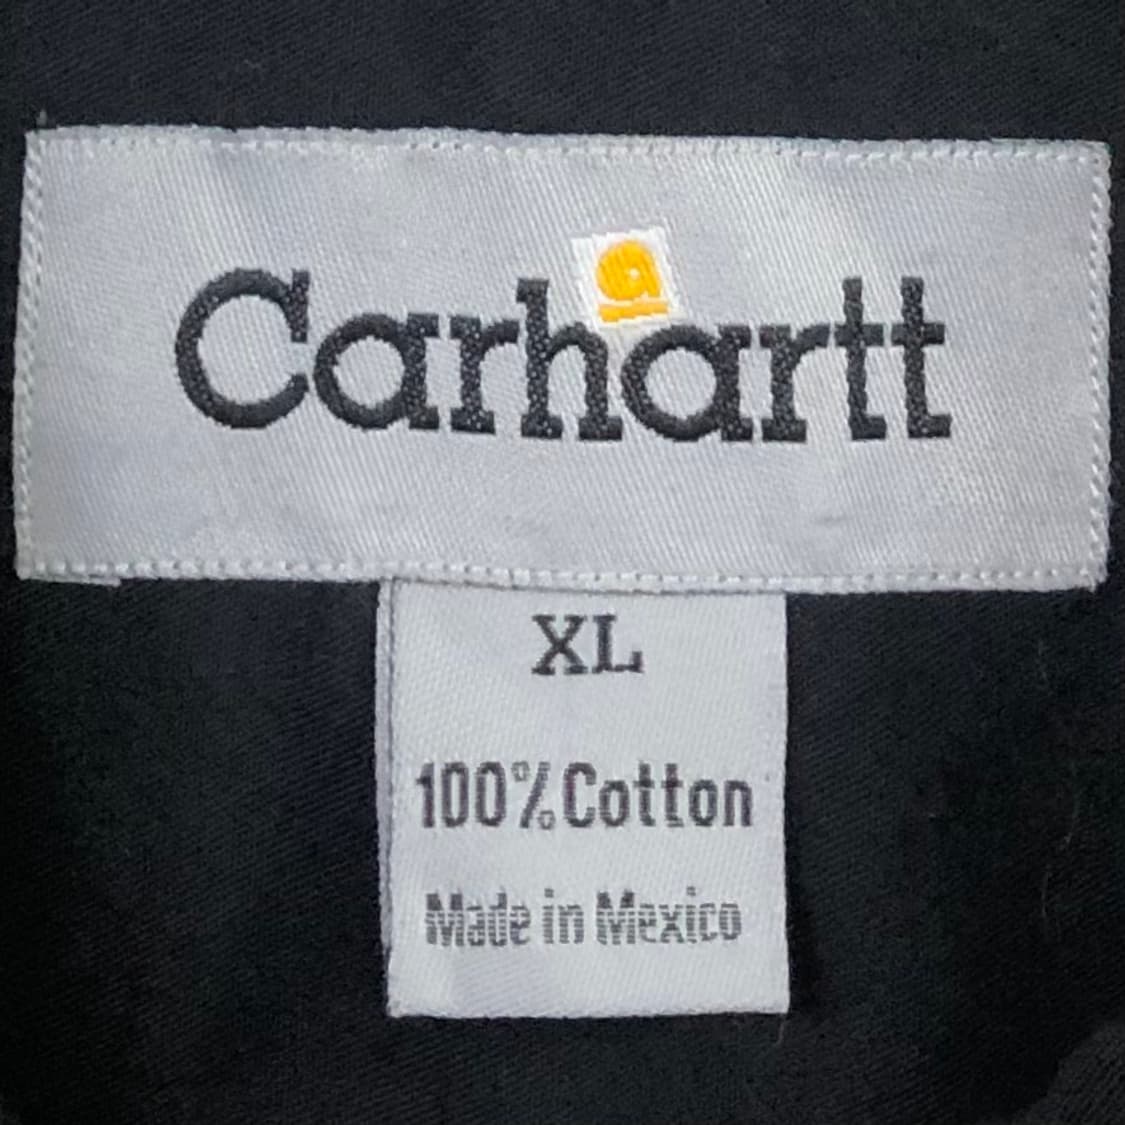 Carhartt
XL
100% Cotton
Made in Mexico